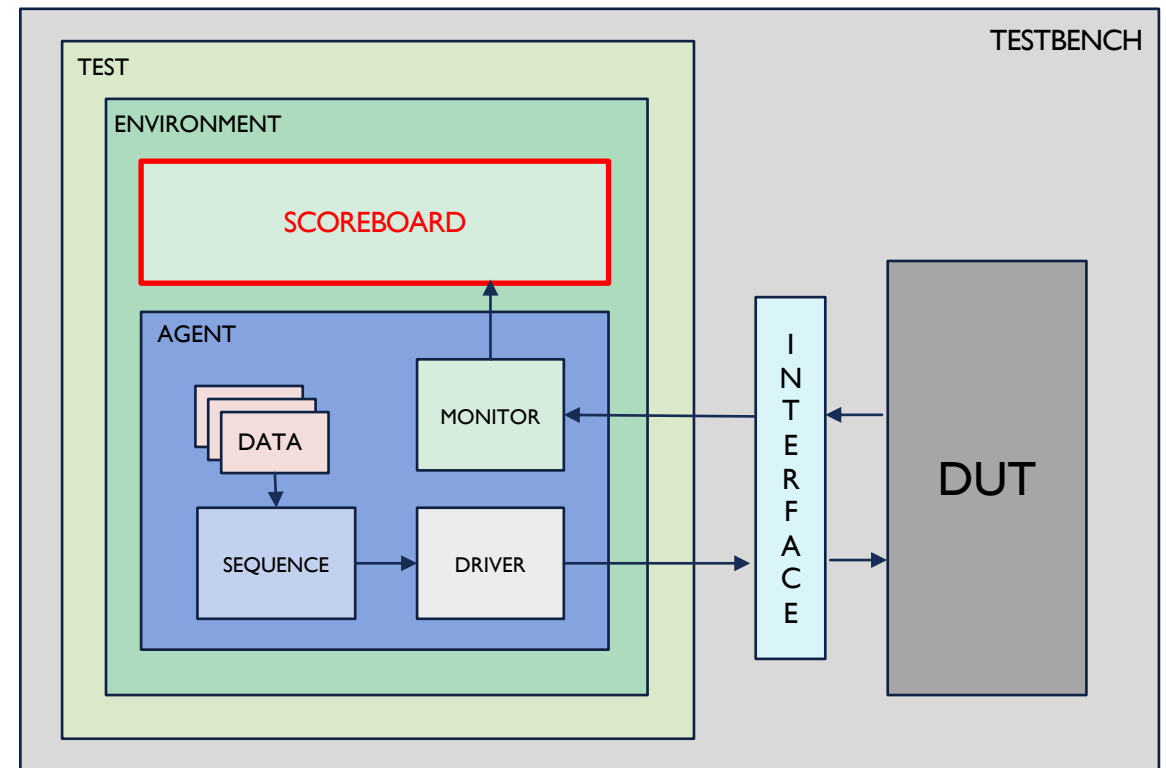 TESTBENCH
TEST
ENVIRONMENT
SCOREBOARD
AGENT
DATA
MONITOR
SEQUENCE
DRIVER
I
N
T
E
R
F
A
C
E
DUT